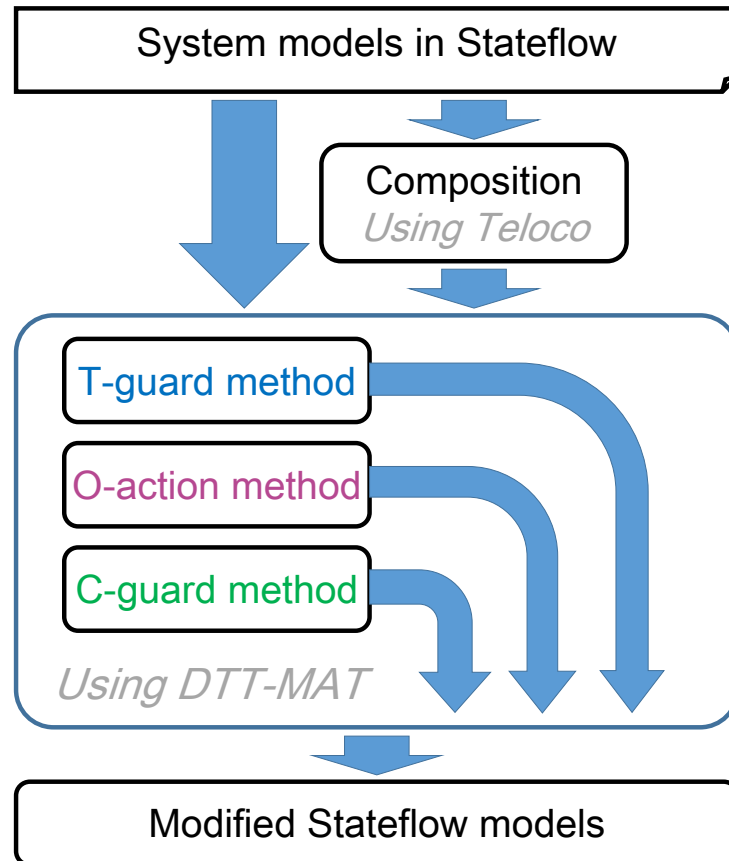 System models in Stateflow
Composition
Using Teloco
T-guard method
O-action method
C-guard method
Using DTT-MAT
Modified Stateflow models